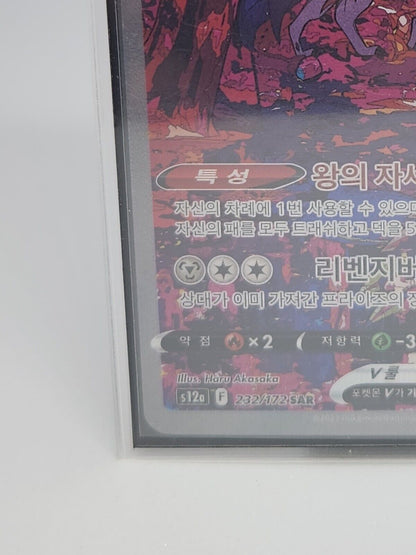 특성 왕의 자세
자신의 차례에 1번 사용할 수 있으며
자신의 패를 모두 트래쉬하고 덱을 5
리벤지버
상대가 이미 가져간 프라이즈의 장
약점 ×2 저항력 -3
V룰
Illus. Haru Akasaka 포켓몬 V가 기
s12a F 232/172 SAR